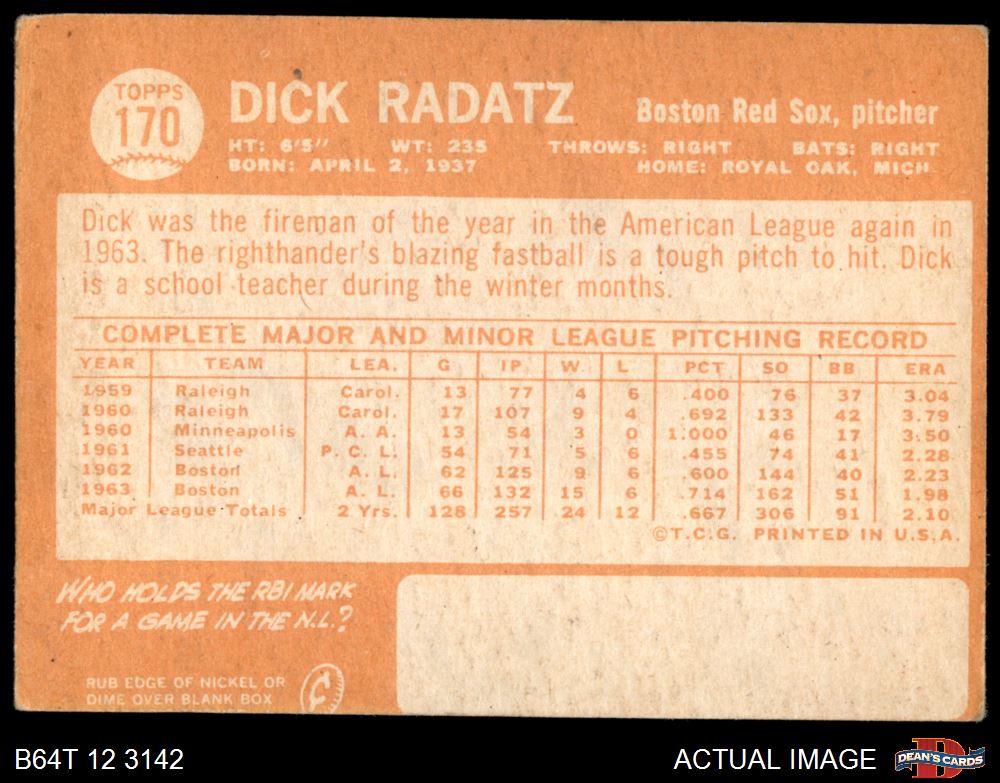 TOPPS
170
DICK RADATZ
Boston Red Sox, pitcher
HT: 6'5" WT: 235 THROWS: RIGHT BATS: RIGHT
BORN: APRIL 2, 1937 HOME: ROYAL OAK, MICH.
Dick was the fireman of the year in the American League again in
1963. The righthander's blazing fastball is a tough pitch to hit. Dick
is a school teacher during the winter months.
COMPLETE MAJOR AND MINOR LEAGUE PITCHING RECORD
YEAR TEAM LEA. G IP W L PCT SO BB ERA
1959 Raleigh Carol. 13 77 4 6 .400 76 37 3.04
1960 Raleigh Carol. 17 107 9 4 .692 133 42 3.79
1960 Minneapolis A. A. 13 54 3 0 1.000 46 17 3.50
1961 Seattle P. C. L. 54 71 5 6 .455 74 41 2.28
1962 Boston A. L. 62 125 9 6 .600 144 40 2.23
1963 Boston A. L. 66 132 15 6 .714 162 51 1.98
Major League Totals 2 Yrs. 128 257 24 12 .667 306 91 2.10
©T.C.G. PRINTED IN U.S.A.
WHO HOLDS THE RBI MARK
FOR A GAME IN THE N.L.?
RUB EDGE OF NICKEL OR
DIME OVER BLANK BOX
B64T 12 3142
ACTUAL IMAGE
D
DEAN'S CARDS